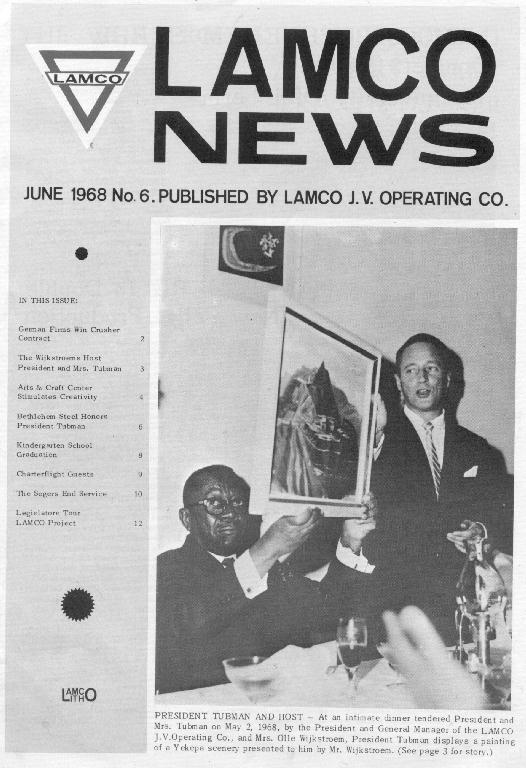 LAMCO
LAMCO
NEWS
JUNE 1968 No. 6. PUBLISHED BY LAMCO J.V. OPERATING CO.
IN THIS ISSUE:
German Firms Win Crusher
Contract 2
The Wijkstroems Host
President and Mrs. Tubman 3
Arts & Craft Center
Stimulates Creativity 4
Bethlehem Steel Honors
President Tubman 6
Kindergarten School
Graduation 8
Charterflight Guests 9
The Segers End Service 10
Legislature Tour
LAMCO Project 12
LAMCO
LITHO
PRESIDENT TUBMAN AND HOST - At an intimate dinner tendered President and
Mrs. Tubman on May 2, 1968, by the President and General Manager of the LAMCO
J.V.Operating Co., and Mrs. Olle Wijkstroem, President Tubman displays a painting
of a Yekepa scenery presented to him by Mr. Wijkstroem. (See page 3 for story.)